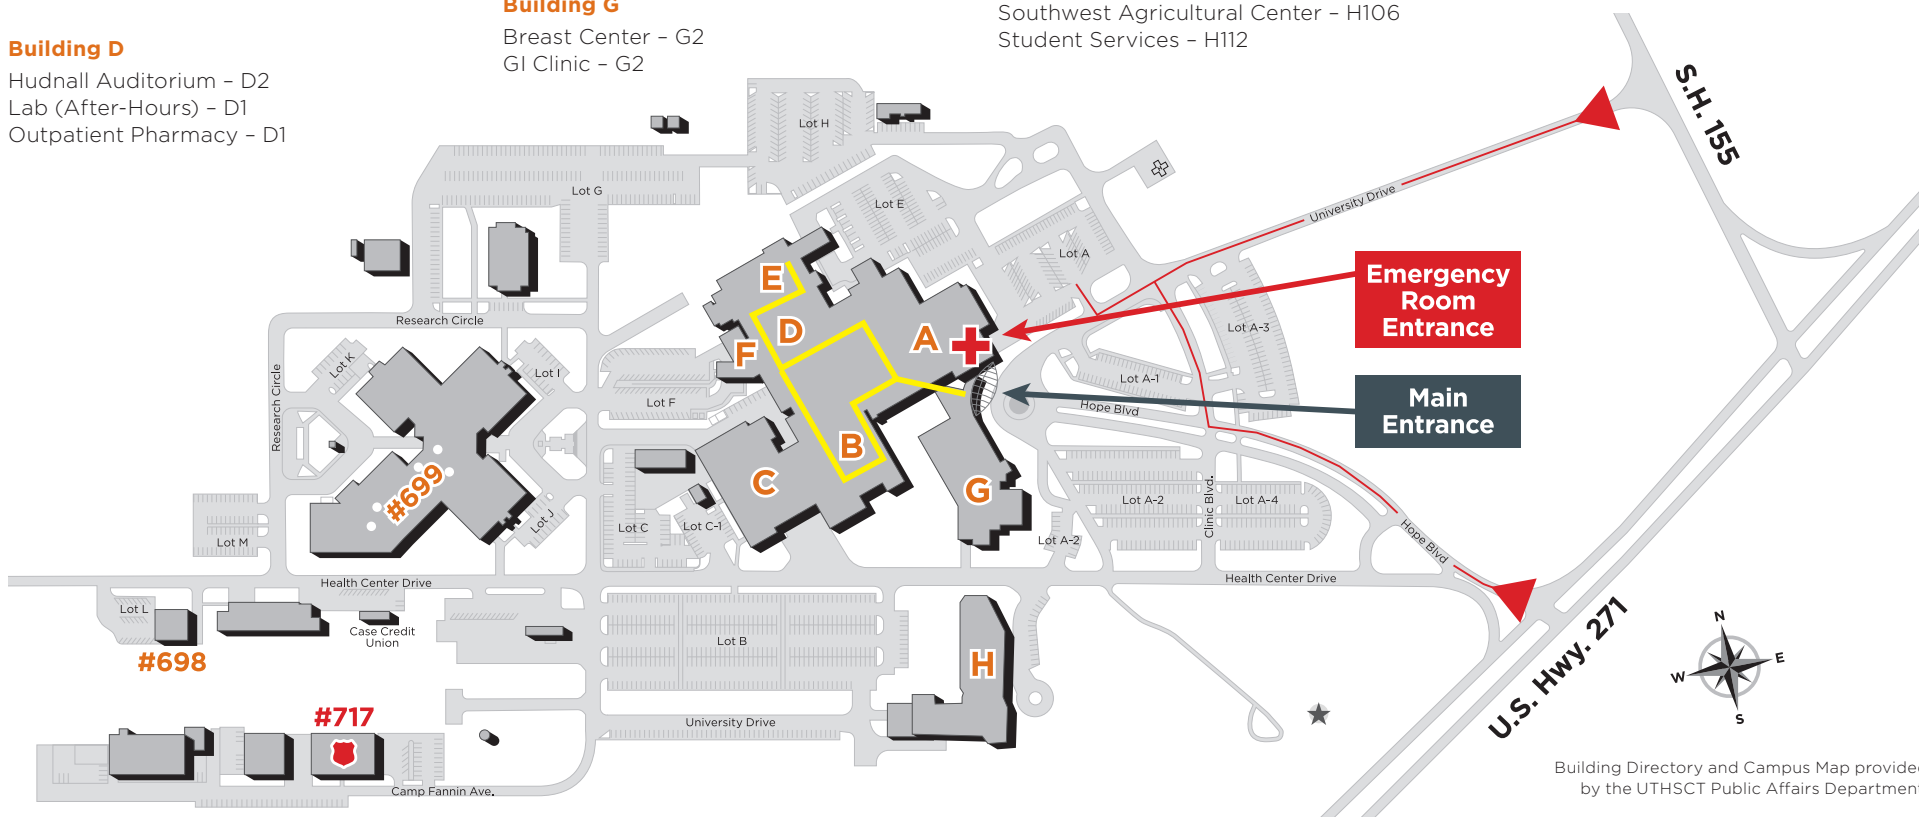 Building G
Southwest Agricultural Center – H106
Breast Center – G2
Student Services – H112
GI Clinic – G2
Building D
Hudnall Auditorium – D2
Lab (After-Hours) – D1
Outpatient Pharmacy – D1
S.H. 155
Lot H
Lot G
Lot E
University Drive
Lot A
Emergency
Room
Entrance
E
D
A
F
Research Circle
Lot A-3
Lot K
Lot I
Lot A-1
Research Circle
Lot F
Hope Blvd
Main
Entrance
B
C
G
#699
Lot A-2
Clinic Blvd.
Lot A-4
Lot J
Lot C
Lot C-1
Lot M
Lot A-2
Hope Blvd
Health Center Drive
Health Center Drive
Lot L
Case Credit
Union
Lot B
#698
H
U.S. Hwy. 271
N
E
W
S
#717
University Drive
Camp Fannin Ave.
Building Directory and Campus Map provided
by the UTHSCT Public Affairs Department